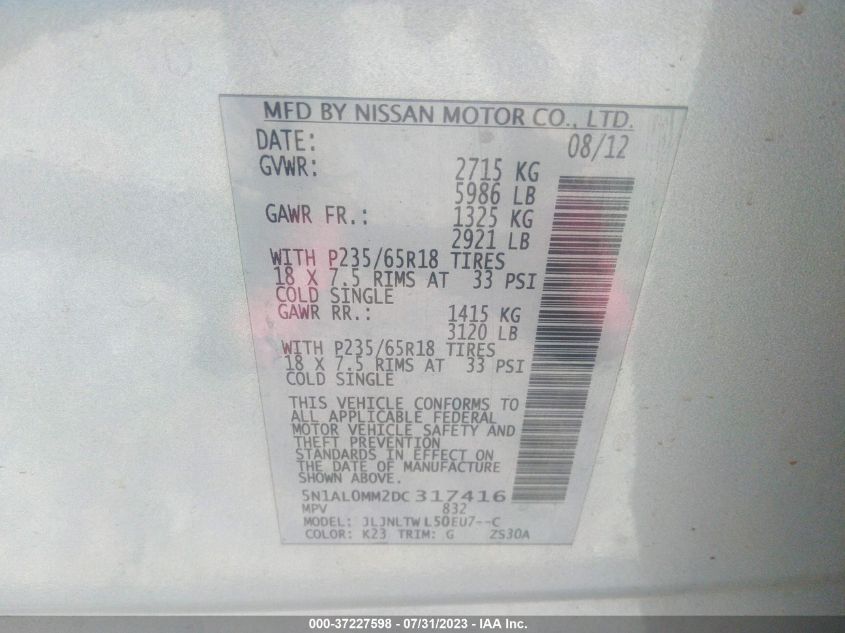 MFD BY NISSAN MOTOR CO., LTD.
DATE: 08/12
GVWR: 2715 KG
5986 LB
GAWR FR.: 1325 KG
2921 LB
WITH P235/65R18 TIRES
18 X 7.5 RIMS AT 33 PSI
COLD SINGLE
GAWR RR.: 1415 KG
3120 LB
WITH P235/65R18 TIRES
18 X 7.5 RIMS AT 33 PSI
COLD SINGLE
THIS VEHICLE CONFORMS TO
ALL APPLICABLE FEDERAL
MOTOR VEHICLE SAFETY AND
THEFT PREVENTION
STANDARDS IN EFFECT ON
THE DATE OF MANUFACTURE
SHOWN ABOVE.
5N1AL0MM2DC317416
MPV 832
MODEL: JLJNLTWL50EU7--C
COLOR: K23 TRIM: G ZS30A
000-37227598 - 07/31/2023 - IAA Inc.